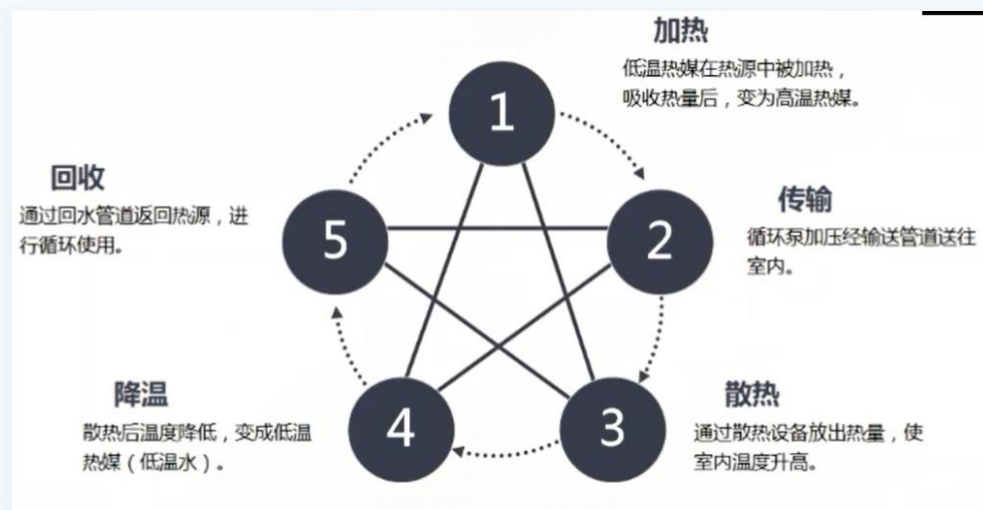 1
加热
低温热媒在热源中被加热，
吸收热量后，变为高温热媒。
2
传输
循环泵加压经输送管道送往
室内。
3
散热
通过散热设备放出热量，使
室内温度升高。
4
降温
散热后温度降低，变成低温
热媒（低温水）。
5
回收
通过回水管道返回热源，进
行循环使用。